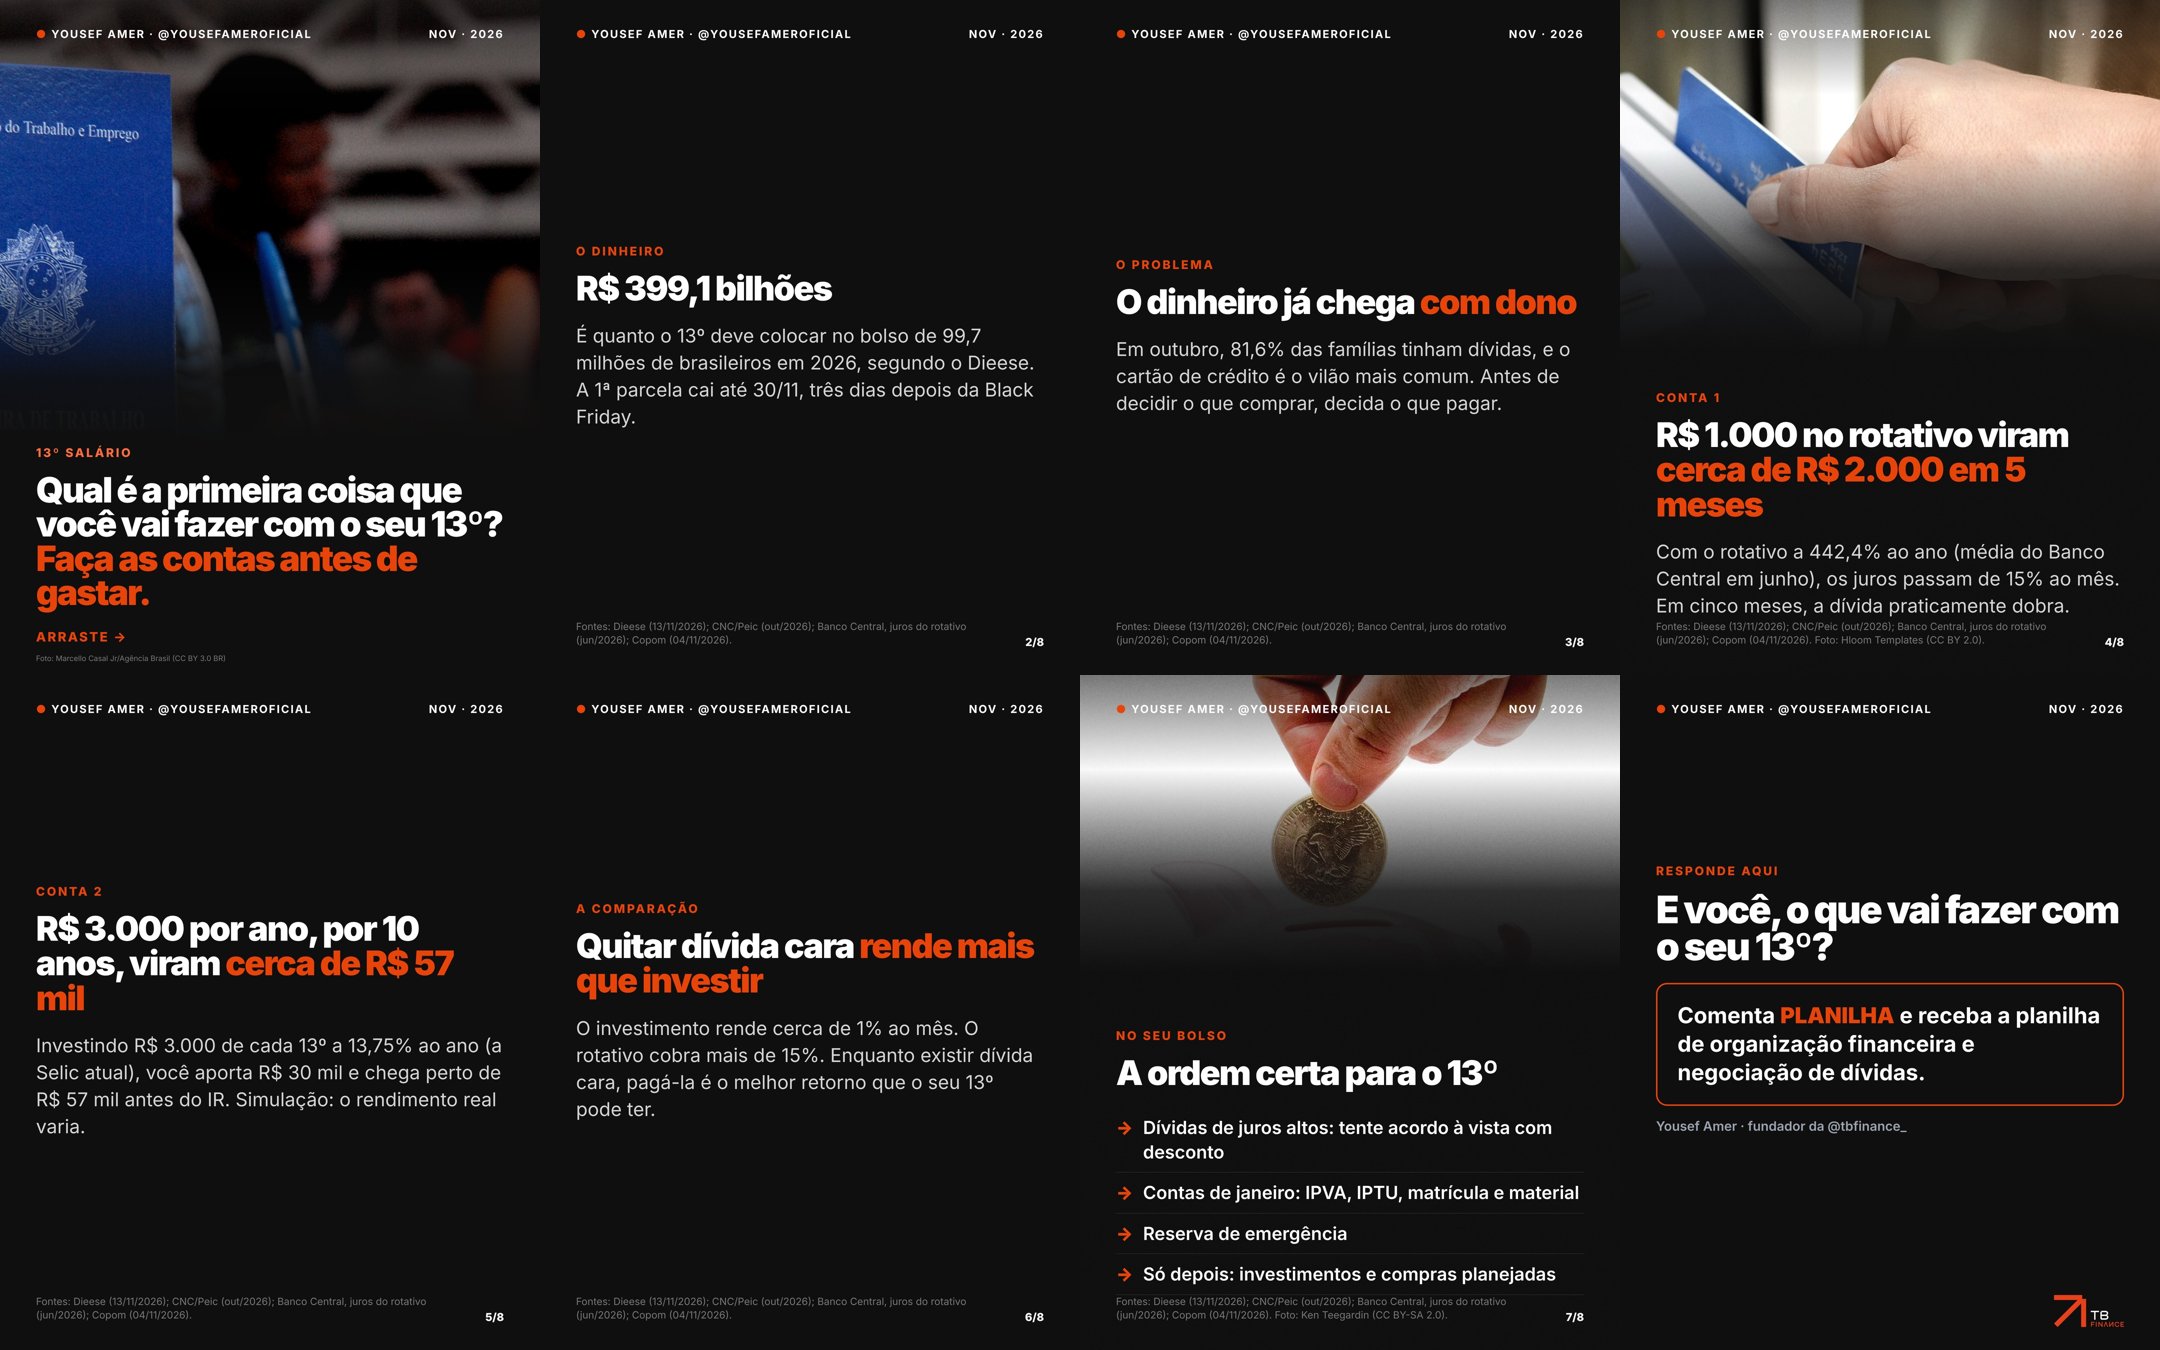 YOUSEF AMER · @YOUSEFAMEROFICIAL
NOV · 2026
o do Trabalho e Emprego
RA DE TRABALHO
13º SALÁRIO
Qual é a primeira coisa que
você vai fazer com o seu 13º?
Faça as contas antes de
gastar.
ARRASTE →
Foto: Marcello Casal Jr/Agência Brasil (CC BY 3.0 BR)
YOUSEF AMER · @YOUSEFAMEROFICIAL
NOV · 2026
O DINHEIRO
R$ 399,1 bilhões
É quanto o 13º deve colocar no bolso de 99,7
milhões de brasileiros em 2026, segundo o Dieese.
A 1ª parcela cai até 30/11, três dias depois da Black
Friday.
Fontes: Dieese (13/11/2026); CNC/Peic (out/2026); Banco Central, juros do rotativo
(jun/2026); Copom (04/11/2026).
2/8
YOUSEF AMER · @YOUSEFAMEROFICIAL
NOV · 2026
O PROBLEMA
O dinheiro já chega com dono
Em outubro, 81,6% das famílias tinham dívidas, e o
cartão de crédito é o vilão mais comum. Antes de
decidir o que comprar, decida o que pagar.
Fontes: Dieese (13/11/2026); CNC/Peic (out/2026); Banco Central, juros do rotativo
(jun/2026); Copom (04/11/2026).
3/8
YOUSEF AMER · @YOUSEFAMEROFICIAL
NOV · 2026
CONTA 1
R$ 1.000 no rotativo viram
cerca de R$ 2.000 em 5
meses
Com o rotativo a 442,4% ao ano (média do Banco
Central em junho), os juros passam de 15% ao mês.
Em cinco meses, a dívida praticamente dobra.
Fontes: Dieese (13/11/2026); CNC/Peic (out/2026); Banco Central, juros do rotativo
(jun/2026); Copom (04/11/2026). Foto: Hloom Templates (CC BY 2.0).
4/8
YOUSEF AMER · @YOUSEFAMEROFICIAL
NOV · 2026
CONTA 2
R$ 3.000 por ano, por 10
anos, viram cerca de R$ 57
mil
Investindo R$ 3.000 de cada 13º a 13,75% ao ano (a
Selic atual), você aporta R$ 30 mil e chega perto de
R$ 57 mil antes do IR. Simulação: o rendimento real
varia.
Fontes: Dieese (13/11/2026); CNC/Peic (out/2026); Banco Central, juros do rotativo
(jun/2026); Copom (04/11/2026).
5/8
YOUSEF AMER · @YOUSEFAMEROFICIAL
NOV · 2026
A COMPARAÇÃO
Quitar dívida cara rende mais
que investir
O investimento rende cerca de 1% ao mês. O
rotativo cobra mais de 15%. Enquanto existir dívida
cara, pagá-la é o melhor retorno que o seu 13º
pode ter.
Fontes: Dieese (13/11/2026); CNC/Peic (out/2026); Banco Central, juros do rotativo
(jun/2026); Copom (04/11/2026).
6/8
YOUSEF AMER · @YOUSEFAMEROFICIAL
NOV · 2026
NO SEU BOLSO
A ordem certa para o 13º
→ Dívidas de juros altos: tente acordo à vista com
desconto
→ Contas de janeiro: IPVA, IPTU, matrícula e material
→ Reserva de emergência
→ Só depois: investimentos e compras planejadas
Fontes: Dieese (13/11/2026); CNC/Peic (out/2026); Banco Central, juros do rotativo
(jun/2026); Copom (04/11/2026). Foto: Ken Teegardin (CC BY-SA 2.0).
7/8
YOUSEF AMER · @YOUSEFAMEROFICIAL
NOV · 2026
RESPONDE AQUI
E você, o que vai fazer com
o seu 13º?
Comenta PLANILHA e receba a planilha
de organização financeira e
negociação de dívidas.
Yousef Amer · fundador da @tbfinance_
TB
FINANCE